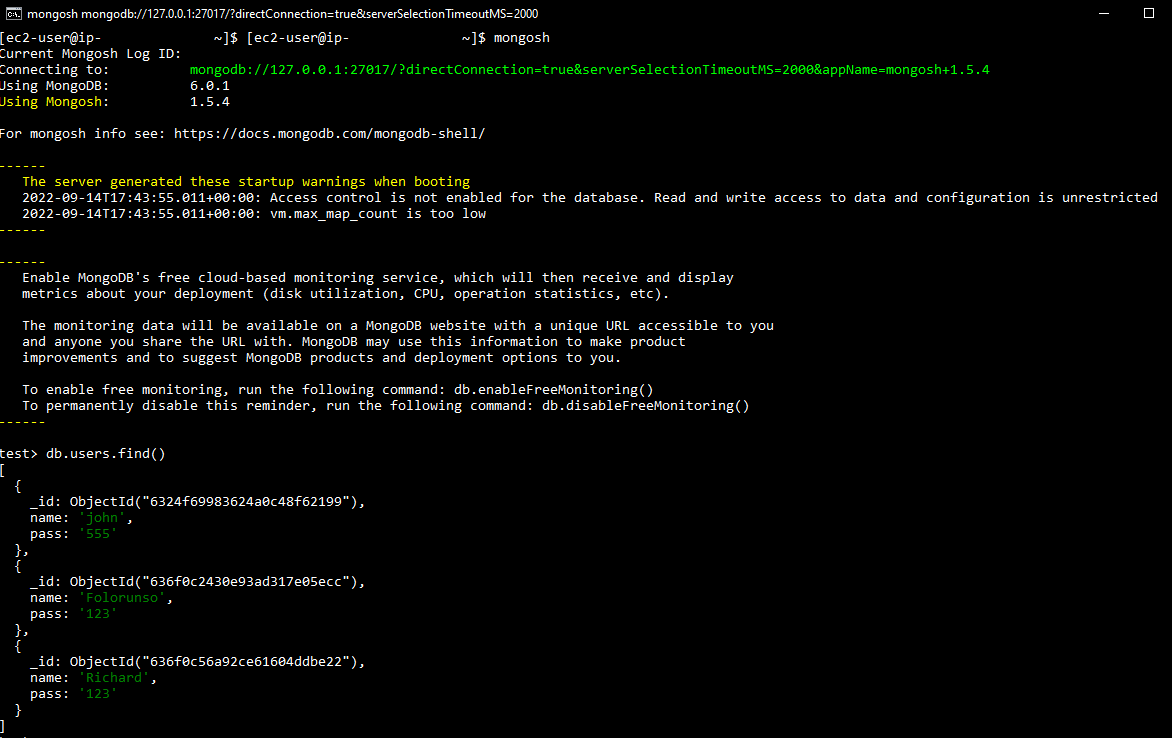 mongosh mongodb://127.0.0.1:27017/?directConnection=true&serverSelectionTimeoutMS=2000
[ec2-user@ip-              ~]$ [ec2-user@ip-              ~]$ mongosh
Current Mongosh Log ID:
Connecting to:          mongodb://127.0.0.1:27017/?directConnection=true&serverSelectionTimeoutMS=2000&appName=mongosh+1.5.4
Using MongoDB:          6.0.1
Using Mongosh:          1.5.4
For mongosh info see: https://docs.mongodb.com/mongodb-shell/
------
   The server generated these startup warnings when booting
   2022-09-14T17:43:55.011+00:00: Access control is not enabled for the database. Read and write access to data and configuration is unrestricted
   2022-09-14T17:43:55.011+00:00: vm.max_map_count is too low
------
------
   Enable MongoDB's free cloud-based monitoring service, which will then receive and display
   metrics about your deployment (disk utilization, CPU, operation statistics, etc).
   The monitoring data will be available on a MongoDB website with a unique URL accessible to you
   and anyone you share the URL with. MongoDB may use this information to make product
   improvements and to suggest MongoDB products and deployment options to you.
   To enable free monitoring, run the following command: db.enableFreeMonitoring()
   To permanently disable this reminder, run the following command: db.disableFreeMonitoring()
------
test> db.users.find()
[
  {
    _id: ObjectId("6324f69983624a0c48f62199"),
    name: 'john',
    pass: '555'
  },
  {
    _id: ObjectId("636f0c2430e93ad317e05ecc"),
    name: 'Folorunso',
    pass: '123'
  },
  {
    _id: ObjectId("636f0c56a92ce61604ddbe22"),
    name: 'Richard',
    pass: '123'
  }
]